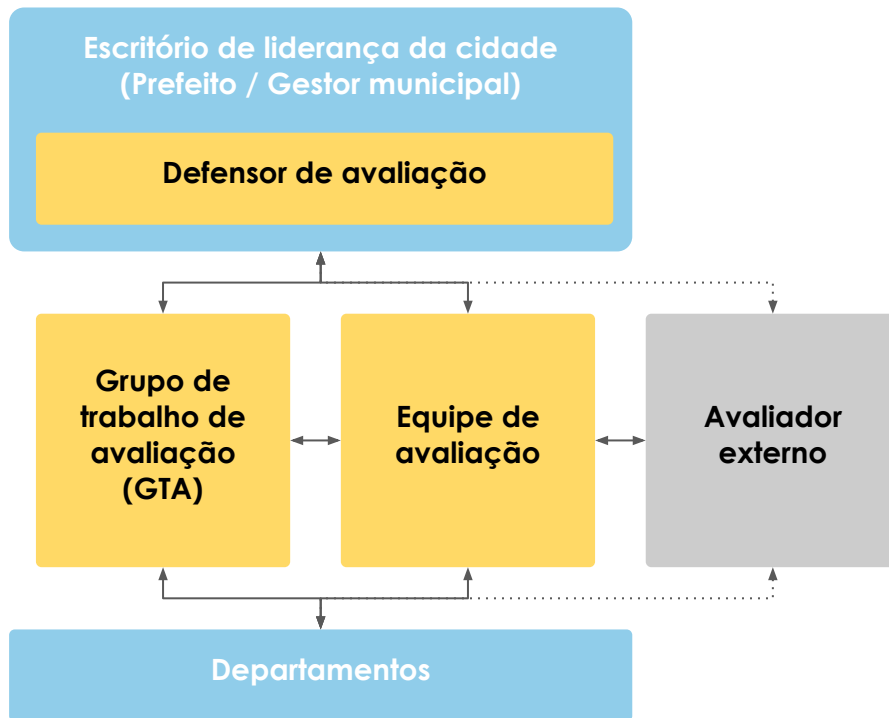 Escritório de liderança da cidade
(Prefeito / Gestor municipal)
Defensor de avaliação
Grupo de
trabalho de
avaliação
(GTA)
Equipe de
avaliação
Avaliador
externo
Departamentos